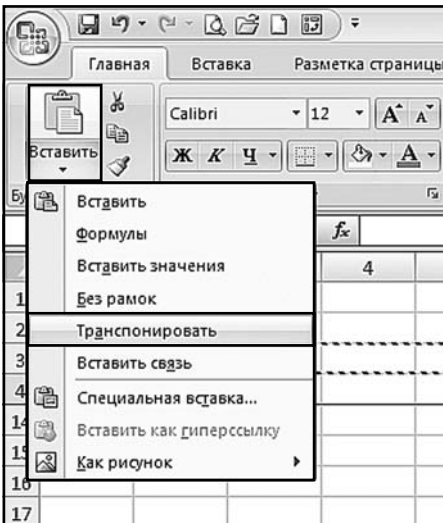 Главная Вставка Разметка страницы
Вставить
Calibri 12 А А
Ж К Ч А
Бу
Вставить
Формулы
Вставить значения
Без рамок
Транспонировать
Вставить связь
Специальная вставка...
Вставить как гиперссылку
Как рисунок
fx
4
1
2
3
4
14
15
16
17